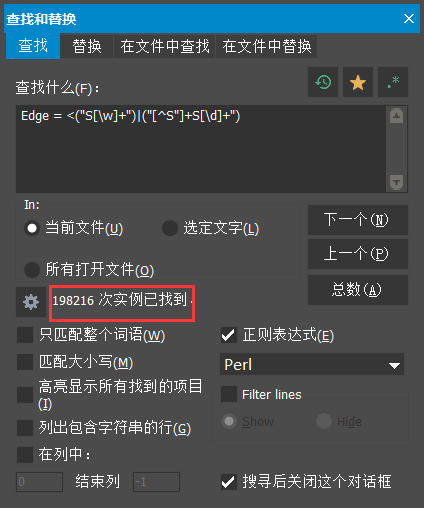 查找和替换
查找 替换 在文件中查找 在文件中替换
查找什么(F):
.*
Edge = <("S[\w]+")|("[^S"]+S[\d]+")
In:
当前文件(U) 选定文字(L)
所有打开文件(O)
下一个(N)
上一个(P)
总数(A)
198216 次实例已找到.
只匹配整个词语(W)
匹配大小写(M)
高亮显示所有找到的项目
(I)
列出包含字符串的行(G)
在列中:
0 结束列 -1
正则表达式(E)
Perl
Filter lines
Show Hide
搜寻后关闭这个对话框